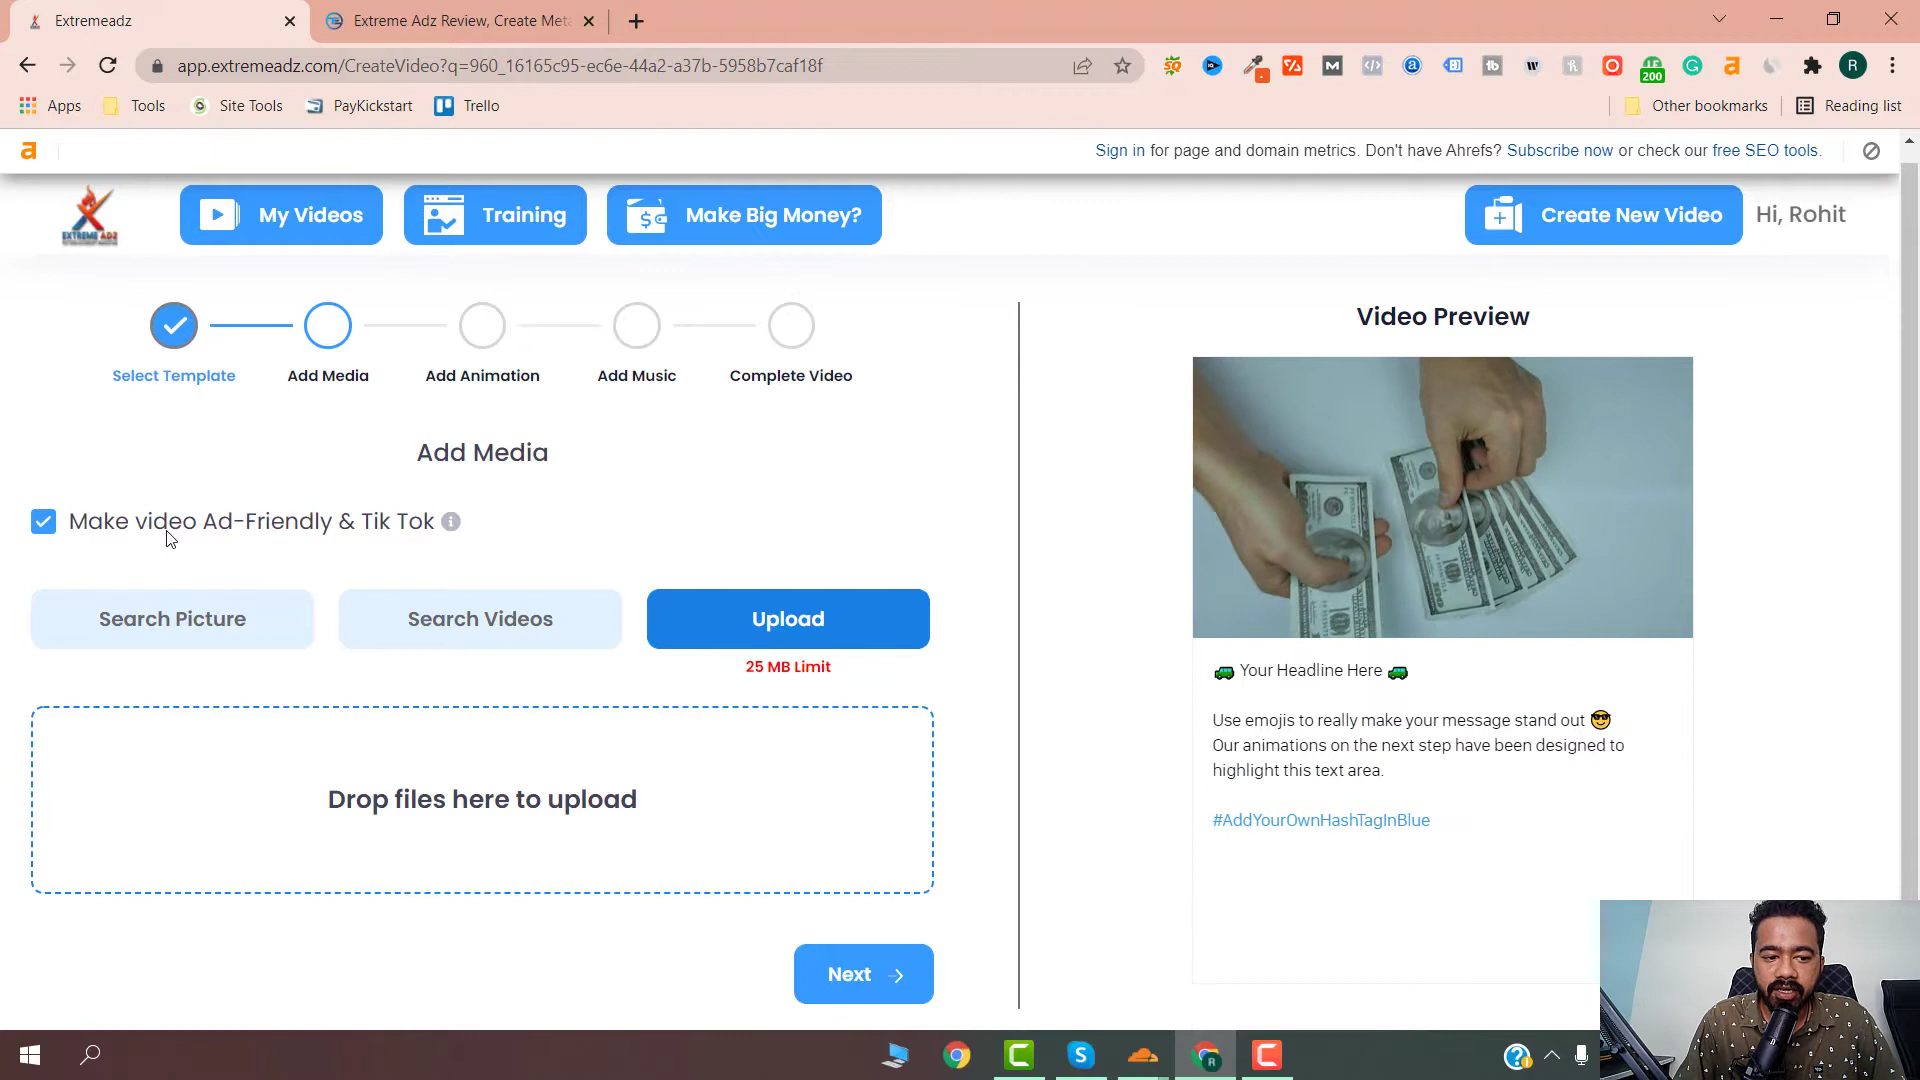 Extremeadz
Extreme Adz Review, Create Meta
app.extremeadz.com/CreateVideo?q=960_16165c95-ec6e-44a2-a37b-5958b7caf18f
Apps
Tools
Site Tools
PayKickstart
Trello
Other bookmarks
Reading list
Sign in for page and domain metrics. Don't have Ahrefs? Subscribe now or check our free SEO tools.
EXTREME ADZ
My Videos
Training
Make Big Money?
Create New Video
Hi, Rohit
Select Template
Add Media
Add Animation
Add Music
Complete Video
Add Media
Make video Ad-Friendly & Tik Tok
Search Picture
Search Videos
Upload
25 MB Limit
Drop files here to upload
Next
Video Preview
🚙 Your Headline Here 🚙
Use emojis to really make your message stand out 😎
Our animations on the next step have been designed to
highlight this text area.
#AddYourOwnHashTagInBlue